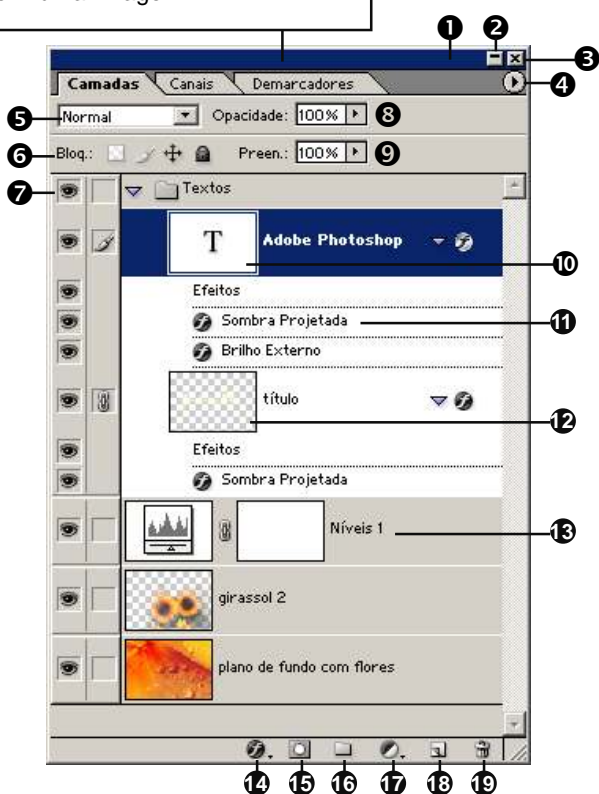 1
2
3
Camadas Canais Demarcadores
4
5
Normal Opacidade: 100%
8
6
Bloq.: Preen.: 100%
9
7
Textos
T Adobe Photoshop
10
Efeitos
Sombra Projetada
11
Brilho Externo
título
12
Efeitos
Sombra Projetada
Níveis 1
13
girassol 2
plano de fundo com flores
14 15 16 17 18 19